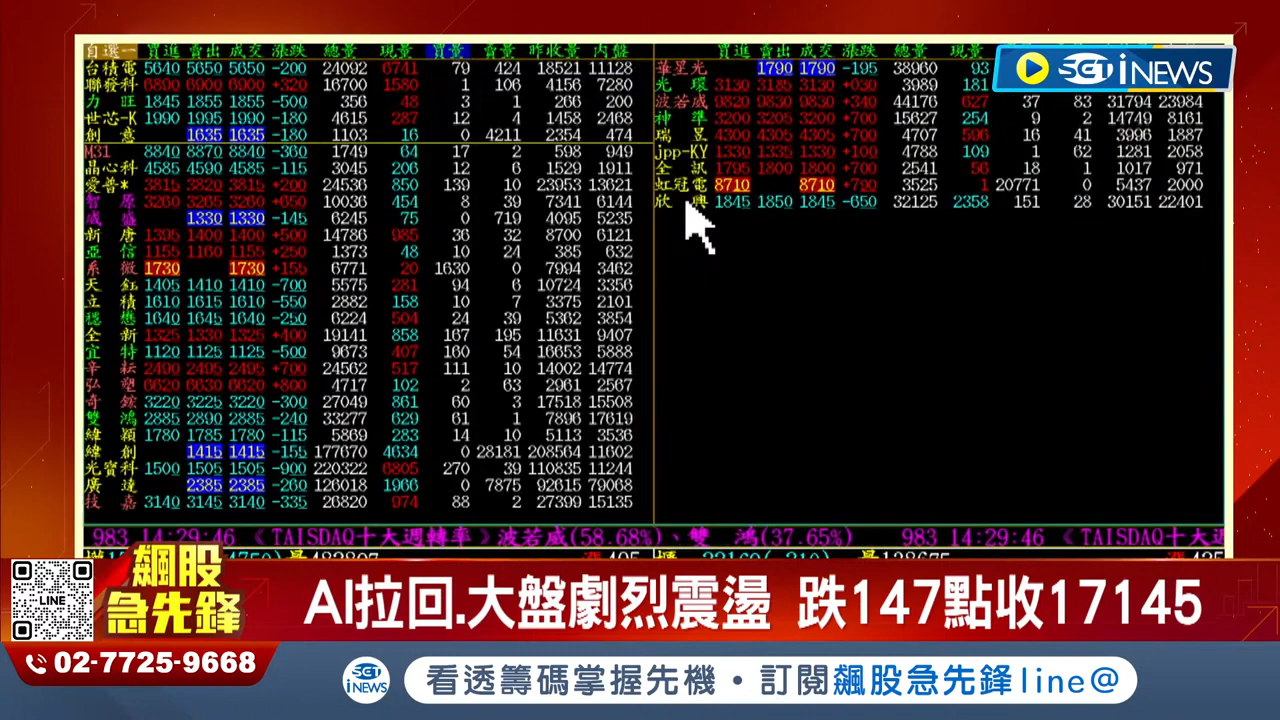 自選一 買進 賣出 成交 漲跌 總量 現量 買量 賣量 昨收量 內盤
台積電 5640 5650 5650 -200 24092 6741 79 424 18521 11128
聯發科 6890 6900 6900 +320 16700 1580 1 106 4156 7280
力旺 1845 1855 1855 -500 356 48 3 1 266 200
世芯-K 1990 1995 1990 -180 4615 287 12 4 1458 2468
創意 1635 1635 -180 1103 16 0 4211 2354 474
M31 8840 8870 8840 -360 1749 64 17 2 598 949
晶心科 4585 4590 4585 -115 3045 206 12 6 1529 1911
愛普* 3815 3820 3815 +200 24536 850 139 10 23953 13621
智原 3260 3265 3260 +650 10036 454 8 39 7341 6144
威盛 1330 1330 -145 6245 75 0 719 4095 5235
新唐 1395 1400 1400 +500 14786 985 36 32 8700 6121
亞信 1155 1160 1155 +250 1373 48 10 24 385 632
系微 1730 1730 +155 6771 20 1630 0 7994 3462
天鈺 1405 1410 1410 -700 5575 281 94 6 10724 3356
立積 1610 1615 1610 -550 2882 158 10 7 3375 2101
穩懋 1640 1645 1640 -250 6224 504 24 39 5362 3854
全新 1325 1330 1325 +400 19141 858 167 195 11631 9407
宜特 1120 1125 1125 -500 9673 407 160 54 16653 5888
辛耘 2490 2495 2495 +700 24562 517 111 10 14002 14774
弘塑 6620 6630 6620 +800 4717 102 2 63 2961 2567
奇鋐 3220 3225 3220 -300 27049 861 60 3 17518 15508
雙鴻 2885 2890 2885 -240 33277 629 61 1 7896 17619
緯穎 1780 1785 1780 -115 5869 283 14 10 5113 3536
緯創 1415 1415 -155 177670 4634 0 28181 208564 11602
光寶科 1500 1505 1505 -900 220322 6805 270 39 110835 11244
廣達 2385 2385 -260 126018 1966 0 7875 92615 79068
技嘉 3140 3145 3140 -335 26820 974 88 2 27399 15135
買進 賣出 成交 漲跌 總量 現量
華星光 1790 1790 -195 38960 93
光環 3130 3185 3185 +030 3989 181
波若威 9820 9830 9830 +340 44176 627 37 83 31794 23984
神準 3200 3205 3205 +700 15627 254 9 2 14749 8161
瑞昱 4300 4305 4305 +400 4707 596 16 41 3996 1887
jpp-KY 1330 1335 1330 +100 4788 109 1 62 1281 2058
全訊 1795 1800 1800 +100 2541 56 18 1 1017 971
虹冠電 8710 8710 +790 3525 1 20771 0 5437 2000
欣興 1845 1850 1845 -650 32125 2358 151 28 30151 22401
SET iNEWS
983 14:29:46 《TAISDAQ十大週轉率》波若威(58.68%)、雙 鴻(37.65%) 983 14:29:46 《TAISDAQ十大週
LINE
飆股
急先鋒
AI拉回.大盤劇烈震盪 跌147點收17145
02-7725-9668
SET iNEWS
看透籌碼掌握先機‧訂閱飆股急先鋒line@